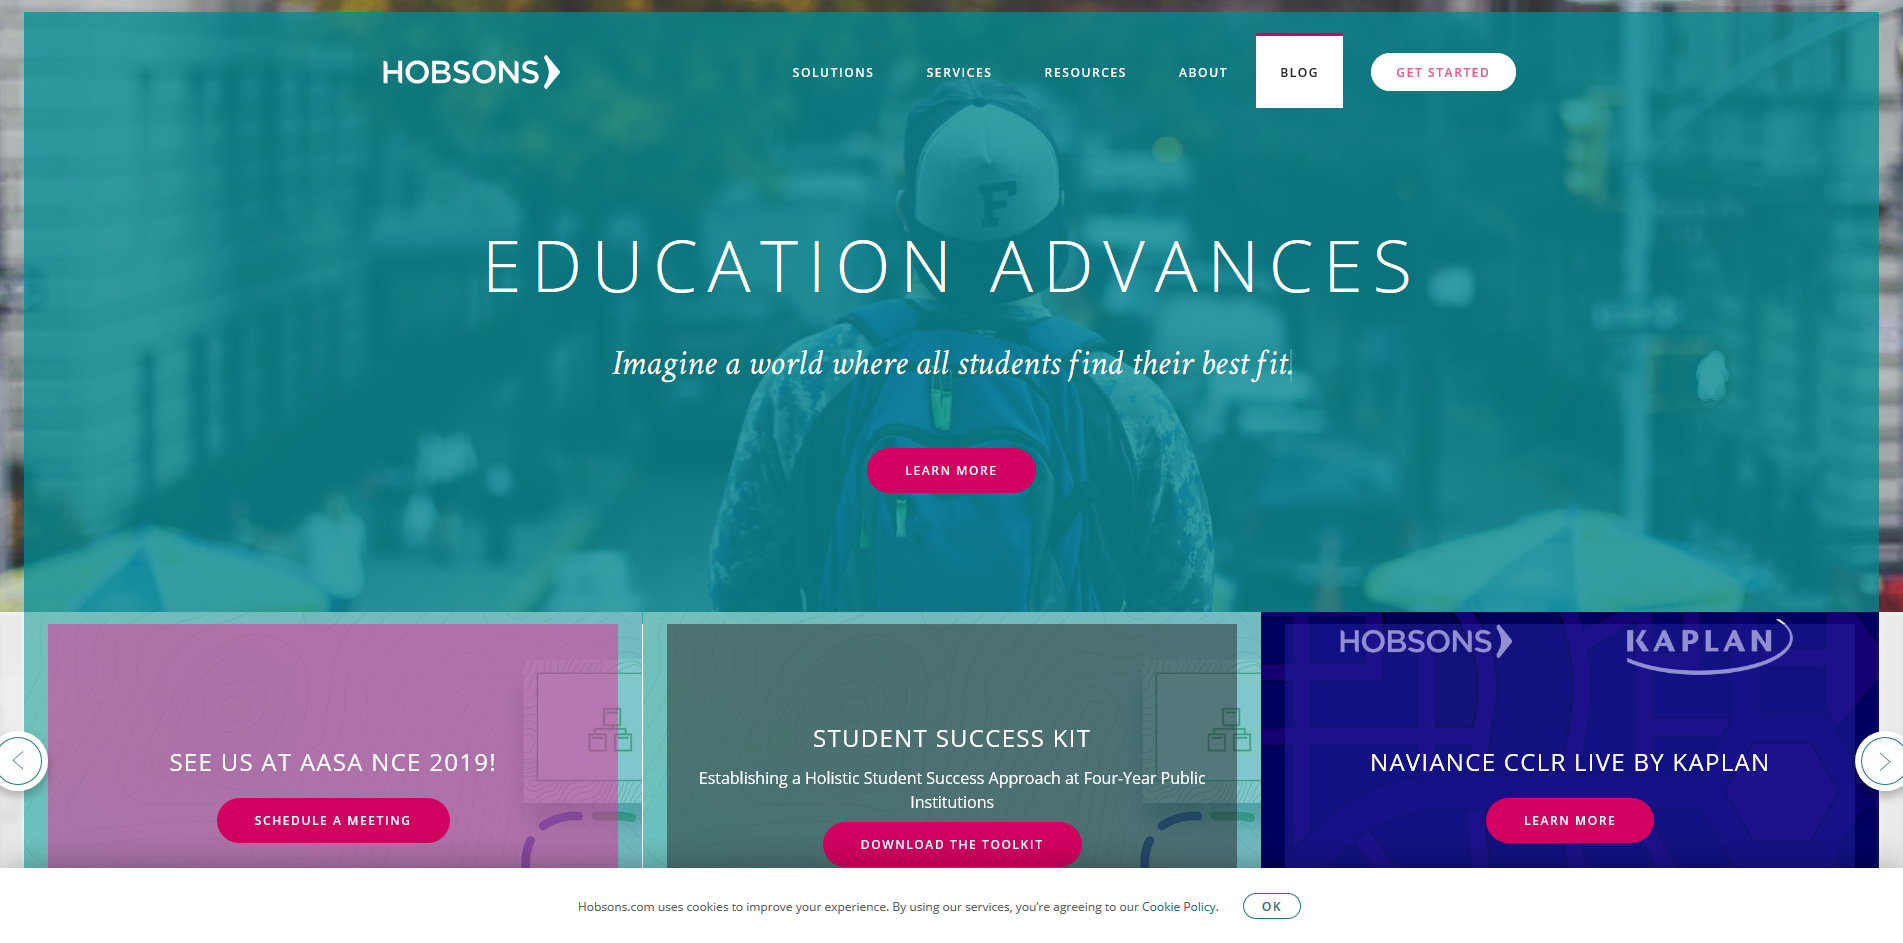 HOBSONS
SOLUTIONS
SERVICES
RESOURCES
ABOUT
BLOG
GET STARTED
F
EDUCATION ADVANCES
Imagine a world where all students find their best fit.
LEARN MORE
SEE US AT AASA NCE 2019!
SCHEDULE A MEETING
STUDENT SUCCESS KIT
Establishing a Holistic Student Success Approach at Four-Year Public
Institutions
DOWNLOAD THE TOOLKIT
HOBSONS
KAPLAN
NAVIANCE CCLR LIVE BY KAPLAN
LEARN MORE
Hobsons.com uses cookies to improve your experience. By using our services, you're agreeing to our Cookie Policy.
OK